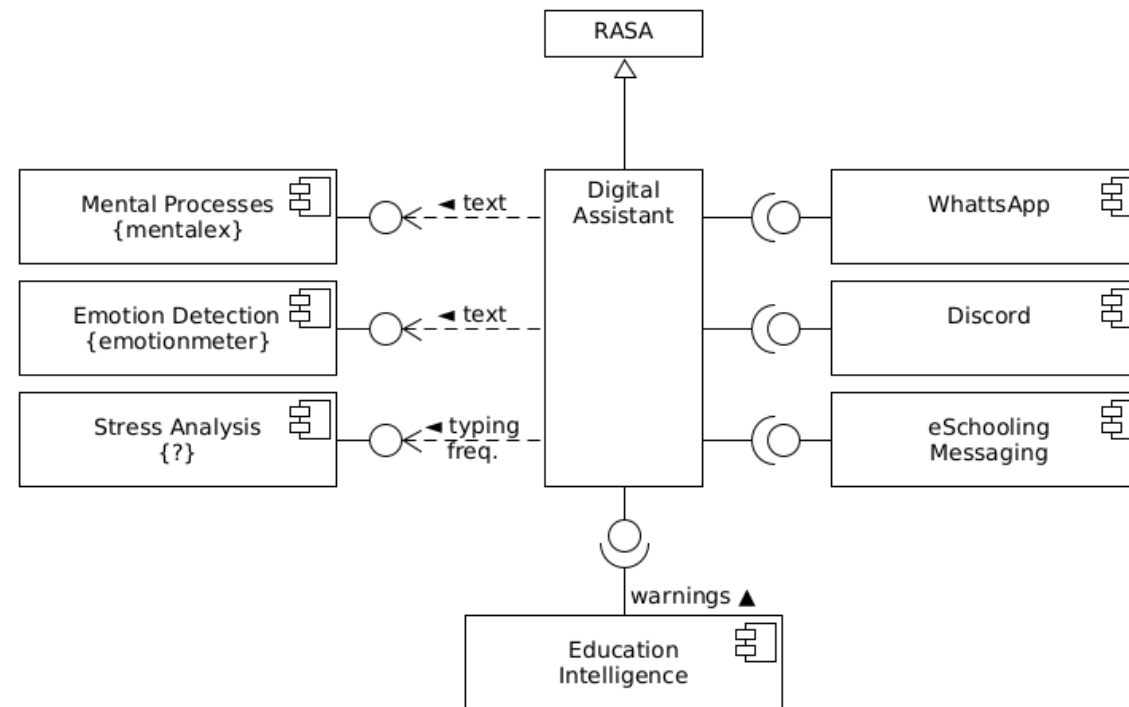 RASA
Mental Processes
{mentalex}
◄ text
Digital
Assistant
WhattsApp
Emotion Detection
{emotionmeter}
◄ text
Discord
Stress Analysis
{?}
◄ typing
freq.
eSchooling
Messaging
warnings ▲
Education
Intelligence